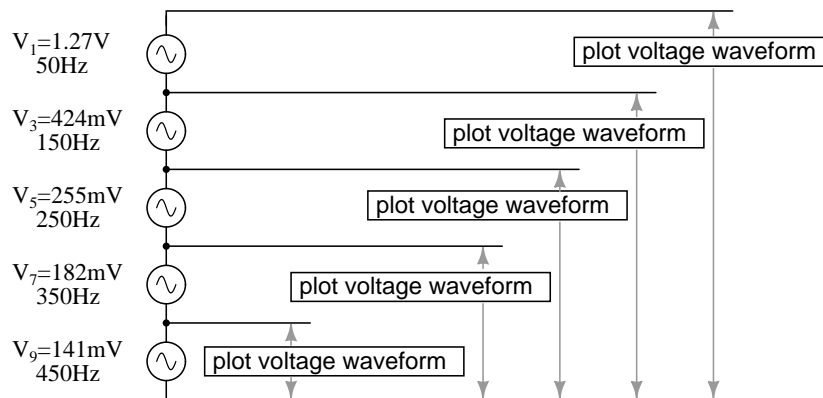 V₁=1.27V
50Hz
plot voltage waveform
V₃=424mV
150Hz
plot voltage waveform
V₅=255mV
250Hz
plot voltage waveform
V₇=182mV
350Hz
plot voltage waveform
V₉=141mV
450Hz
plot voltage waveform